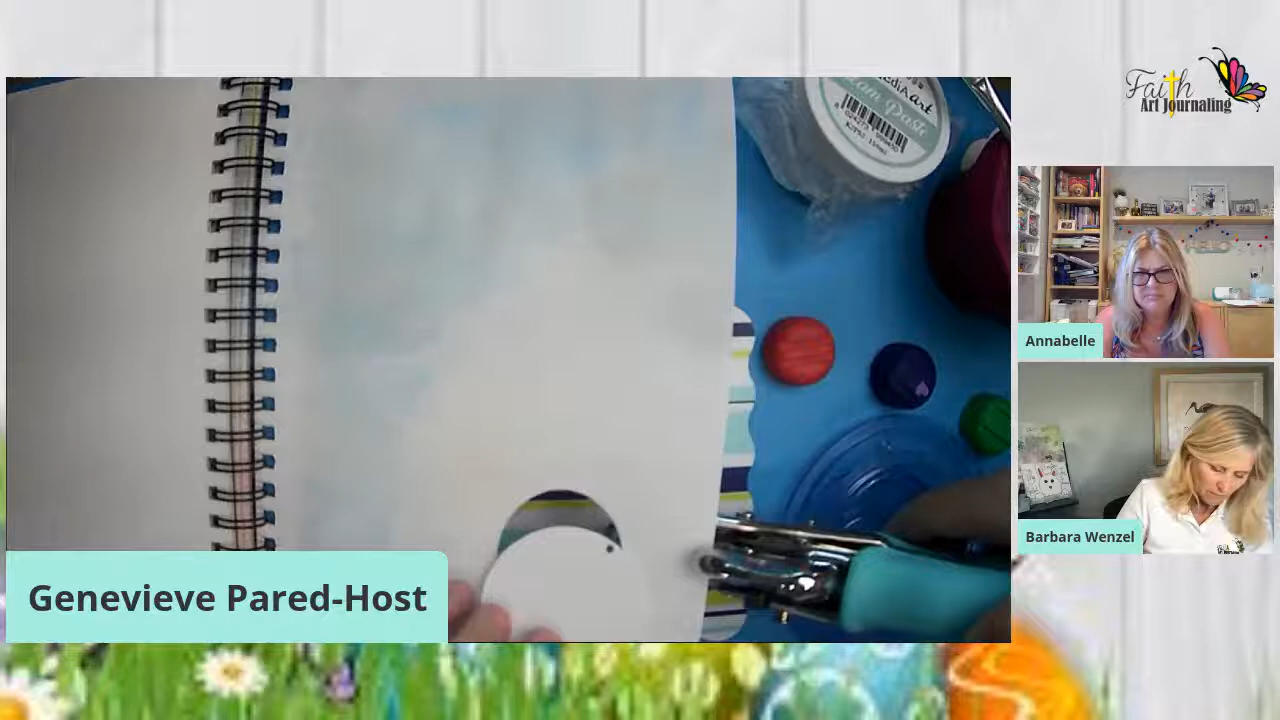 Faith
Art Journaling
Annabelle
Barbara Wenzel
Genevieve Pared-Host